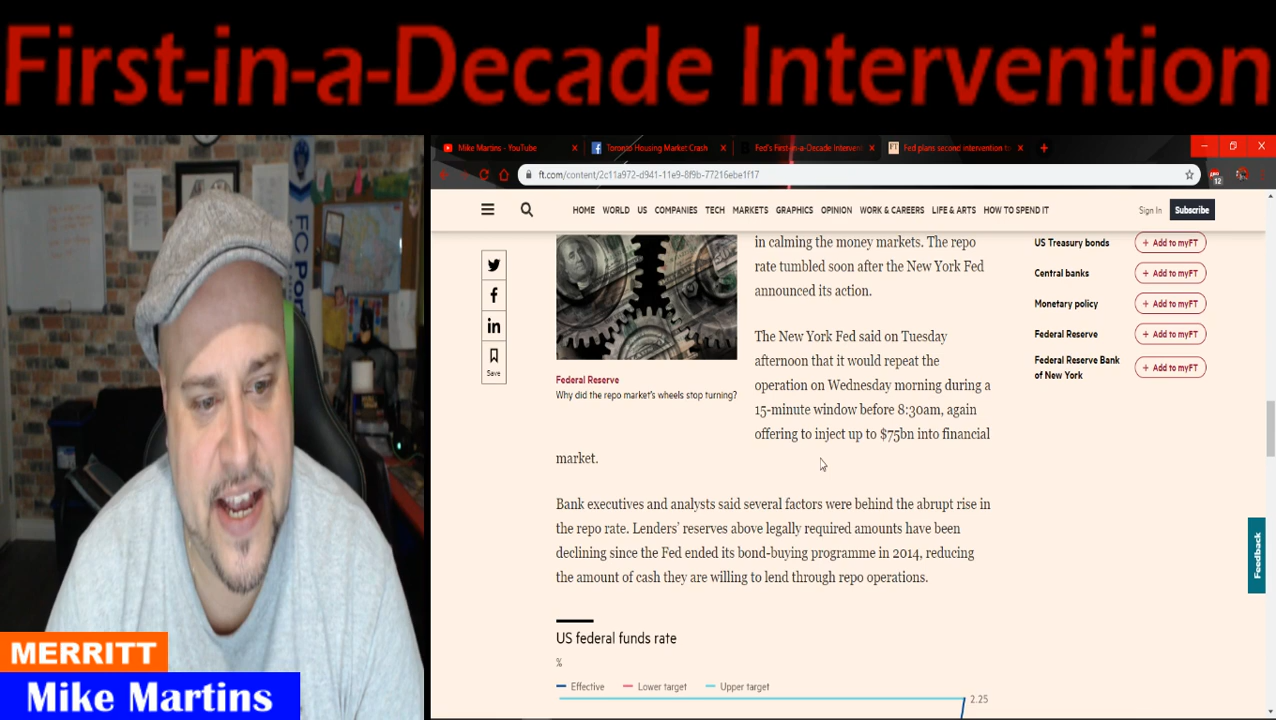 First-in-a-Decade Intervention
Mike Martins - YouTube
Toronto Housing Market Crash
Fed's First-in-a-Decade Intervent
Fed plans second intervention to
ft.com/content/2c11a972-d941-11e9-8f9b-77216ebe1f17
12
HOME WORLD US COMPANIES TECH MARKETS GRAPHICS OPINION WORK & CAREERS LIFE & ARTS HOW TO SPEND IT
Sign In Subscribe
in calming the money markets. The repo
rate tumbled soon after the New York Fed
announced its action.
The New York Fed said on Tuesday
afternoon that it would repeat the
operation on Wednesday morning during a
15-minute window before 8:30am, again
offering to inject up to $75bn into financial
market.
Federal Reserve
Why did the repo market's wheels stop turning?
Save
Bank executives and analysts said several factors were behind the abrupt rise in
the repo rate. Lenders' reserves above legally required amounts have been
declining since the Fed ended its bond-buying programme in 2014, reducing
the amount of cash they are willing to lend through repo operations.
US federal funds rate
%
Effective Lower target Upper target
2.25
US Treasury bonds + Add to myFT
Central banks + Add to myFT
Monetary policy + Add to myFT
Federal Reserve + Add to myFT
Federal Reserve Bank
of New York + Add to myFT
Feedback
FC Por
MERRITT
Mike Martins